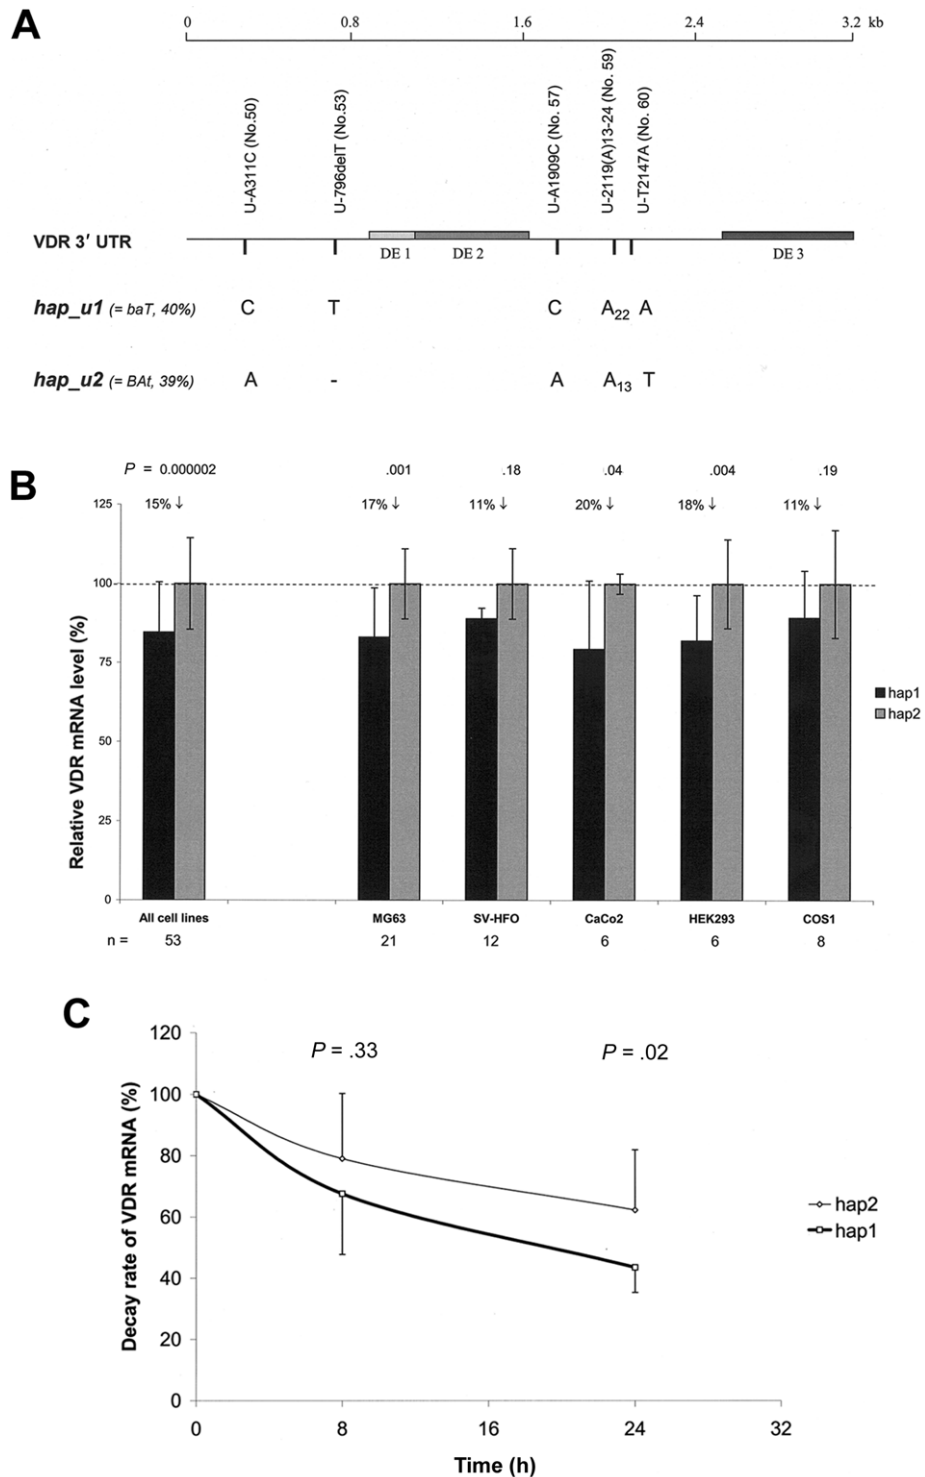 A
0 0.8 1.6 2.4 3.2 kb
U-A311C (No.50)
U-796delT (No.53)
U-A1909C (No. 57)
U-2119(A)13-24 (No. 59)
U-T2147A (No. 60)
VDR 3′ UTR
DE 1 DE 2 DE 3
hap_u1 (= baT, 40%) C T C A22 A
hap_u2 (= BAt, 39%) A - A A13 T
B
P = 0.000002 .001 .18 .04 .004 .19
15% ↓ 17% ↓ 11% ↓ 20% ↓ 18% ↓ 11% ↓
Relative VDR mRNA level (%)
125
100
75
50
25
0
hap1
hap2
All cell lines MG63 SV-HFO CaCo2 HEK293 COS1
n = 53 21 12 6 6 8
C
Decay rate of VDR mRNA (%)
120
100
80
60
40
20
0
P = .33 P = .02
hap2
hap1
0 8 16 24 32
Time (h)